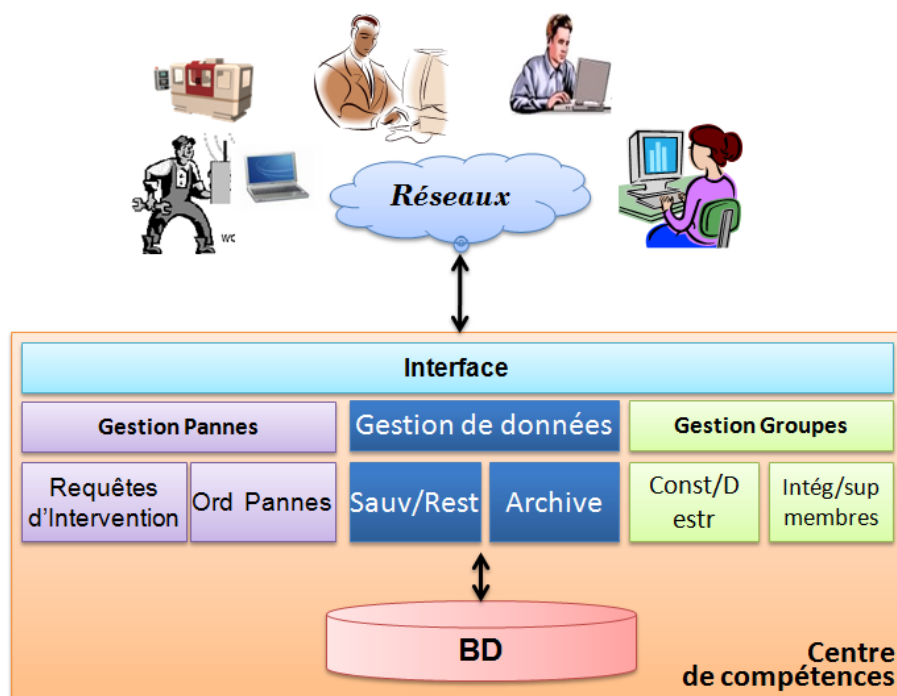 Réseaux
wc
Interface
Gestion Pannes
Gestion de données
Gestion Groupes
Requêtes
d'Intervention
Ord Pannes
Sauv/Rest
Archive
Const/D
estr
Intég/sup
membres
BD
Centre
de compétences